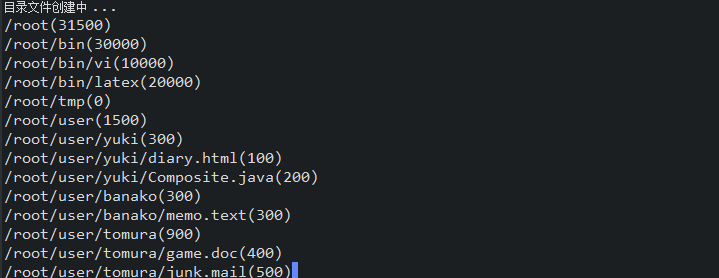 目录文件创建中 ...
/root(31500)
/root/bin(30000)
/root/bin/vi(10000)
/root/bin/latex(20000)
/root/tmp(0)
/root/user(1500)
/root/user/yuki(300)
/root/user/yuki/diary.html(100)
/root/user/yuki/Composite.java(200)
/root/user/banako(300)
/root/user/banako/memo.text(300)
/root/user/tomura(900)
/root/user/tomura/game.doc(400)
/root/user/tomura/junk.mail(500)